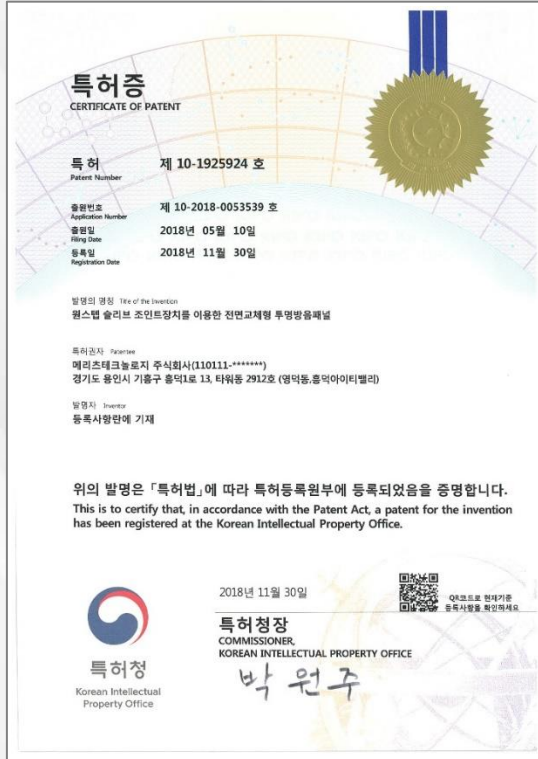 특허증
CERTIFICATE OF PATENT
특 허 제 10-1925924 호
Patent Number
출원번호 제 10-2018-0053539 호
Application Number
출원일 2018년 05월 10일
Filing Date
등록일 2018년 11월 30일
Registration Date
발명의 명칭 Title of the Invention
원스텝 슬리브 조인트장치를 이용한 전면교체형 투명방음패널
특허권자 Patentee
메리츠테크놀로지 주식회사(110111-*******)
경기도 용인시 기흥구 흥덕1로 13, 타워동 2912호 (영덕동,흥덕아이티밸리)
발명자 Inventor
등록사항란에 기재
위의 발명은 「특허법」에 따라 특허등록원부에 등록되었음을 증명합니다.
This is to certify that, in accordance with the Patent Act, a patent for the invention
has been registered at the Korean Intellectual Property Office.
2018년 11월 30일
QR코드로 현재기준
등록사항을 확인하세요
특허청장
COMMISSIONER,
KOREAN INTELLECTUAL PROPERTY OFFICE
박원주
특허청
Korean Intellectual
Property Office